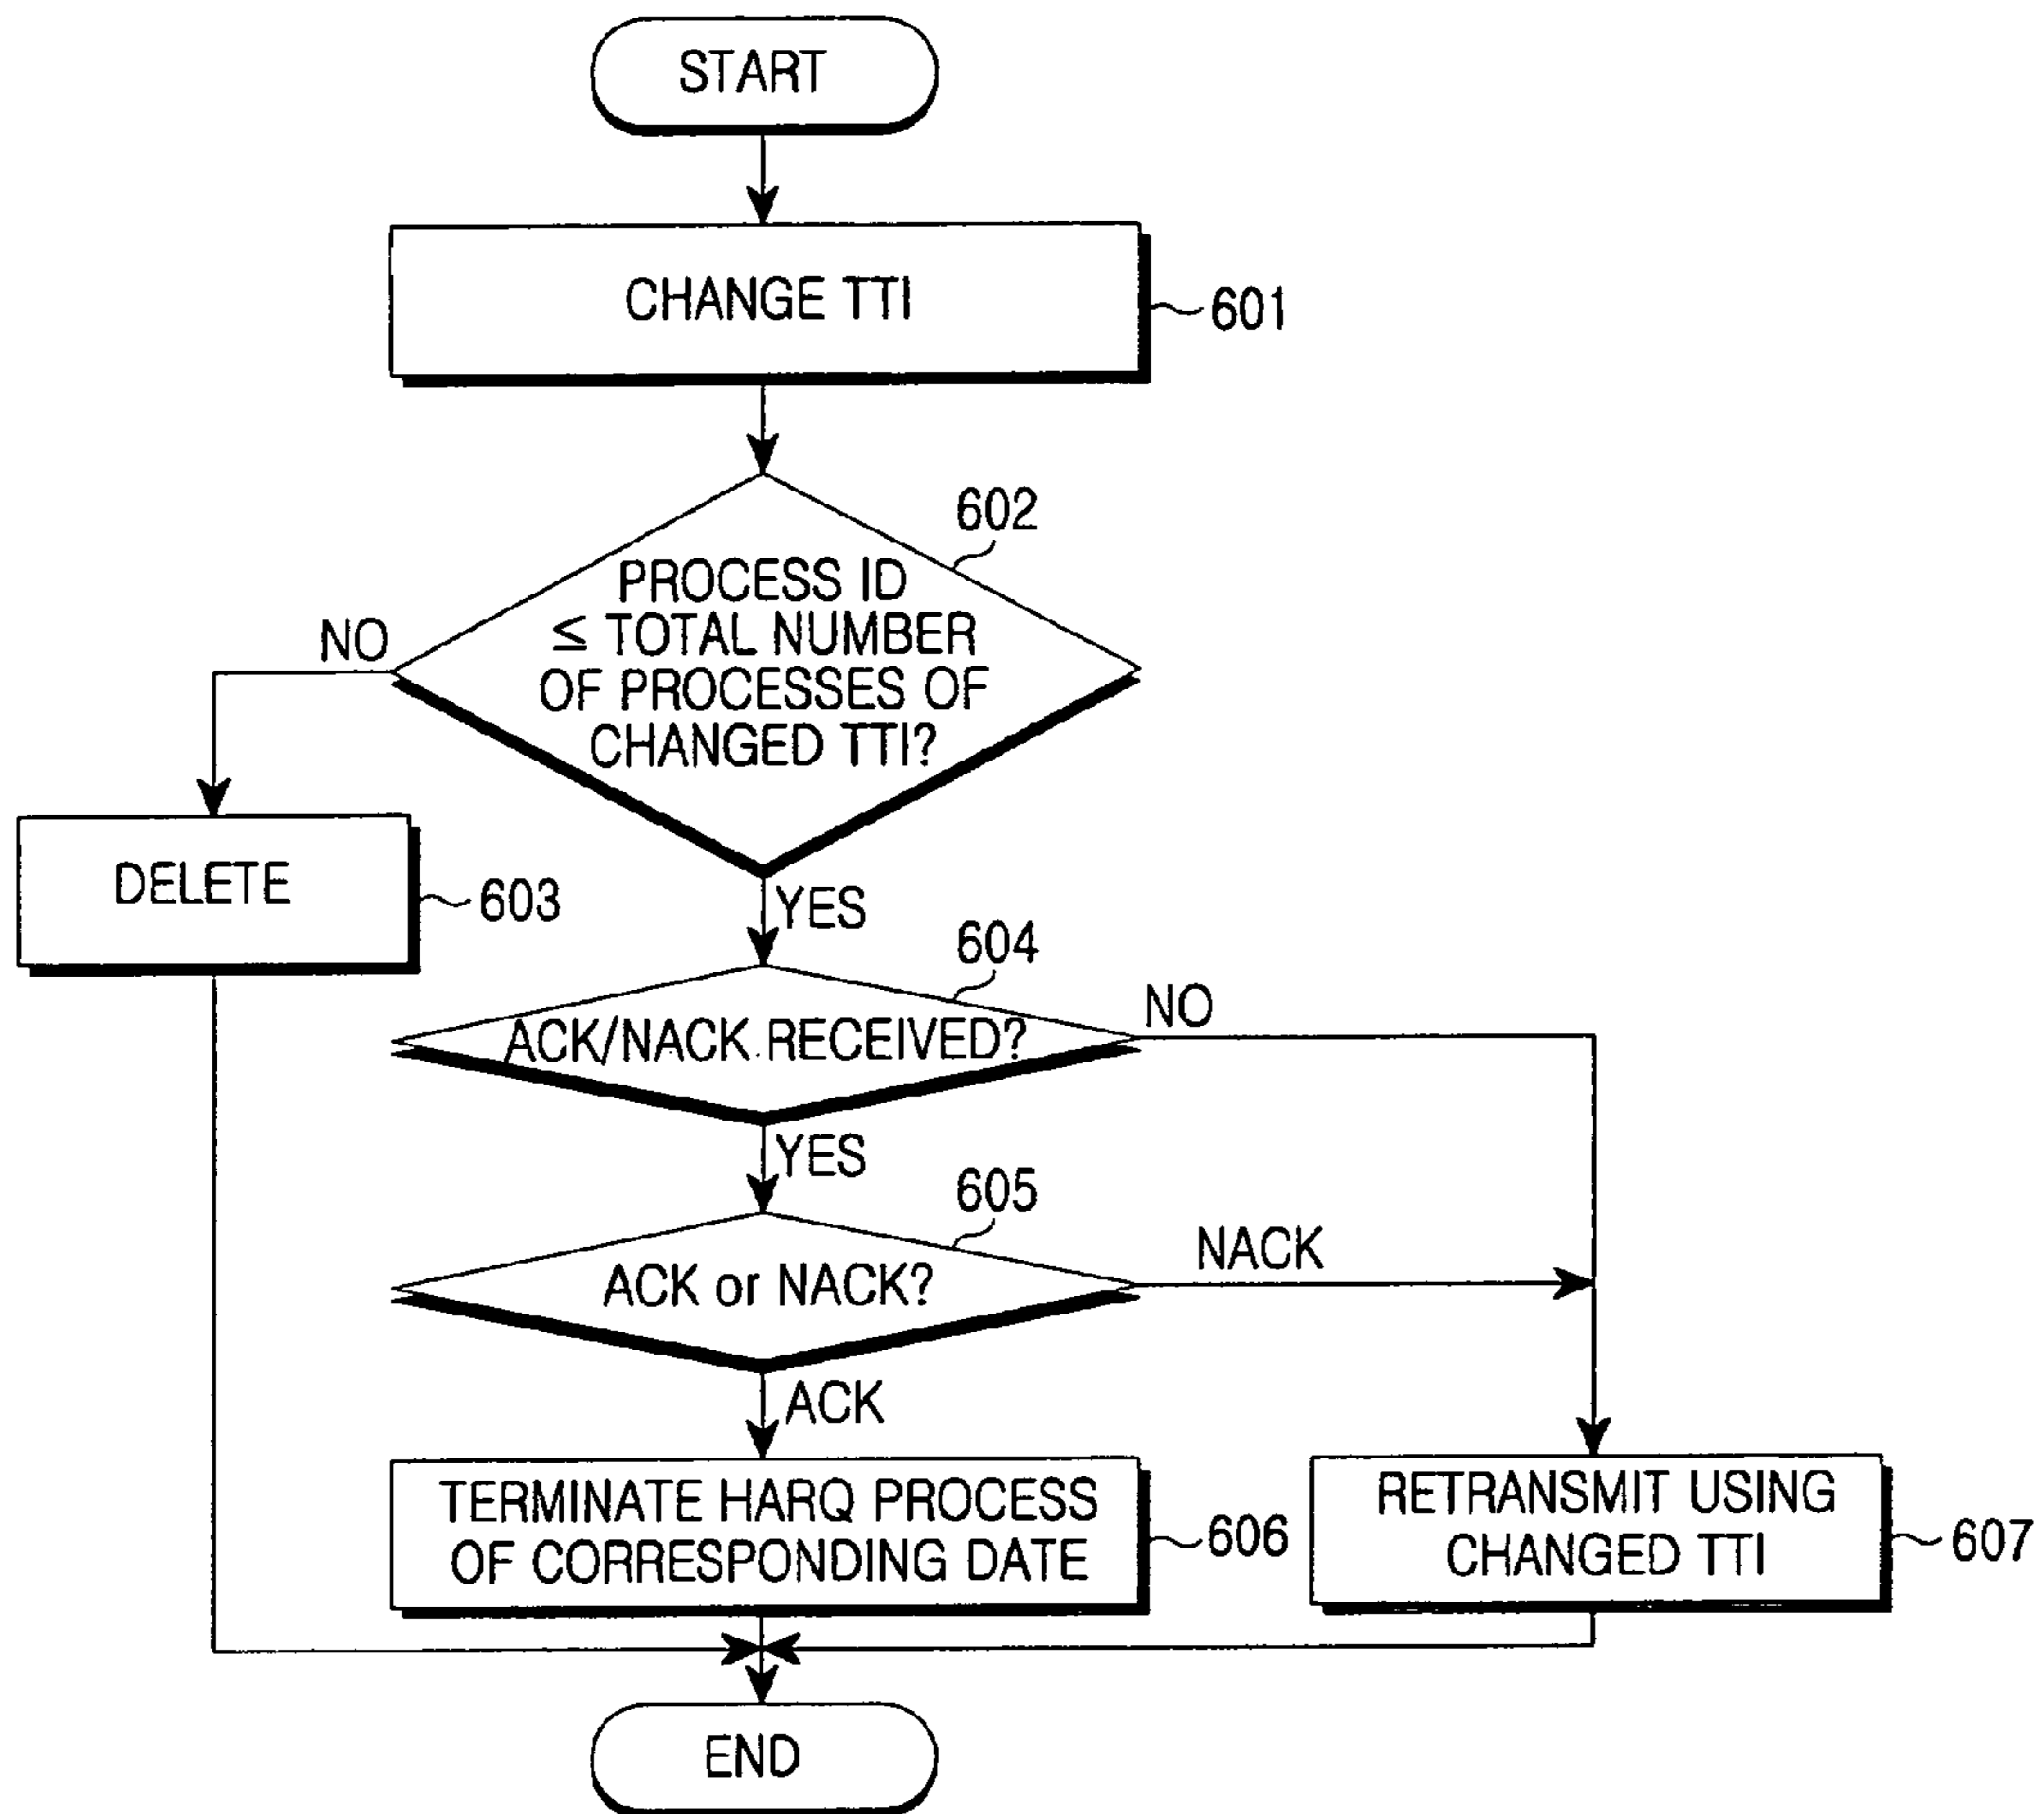 START
CHANGE TTI
601
602
PROCESS ID
≤ TOTAL NUMBER
OF PROCESSES OF
CHANGED TTI?
NO
DELETE
603
YES
604
ACK/NACK RECEIVED?
NO
YES
605
ACK or NACK?
NACK
ACK
TERMINATE HARQ PROCESS
OF CORRESPONDING DATE
606
RETRANSMIT USING
CHANGED TTI
607
END